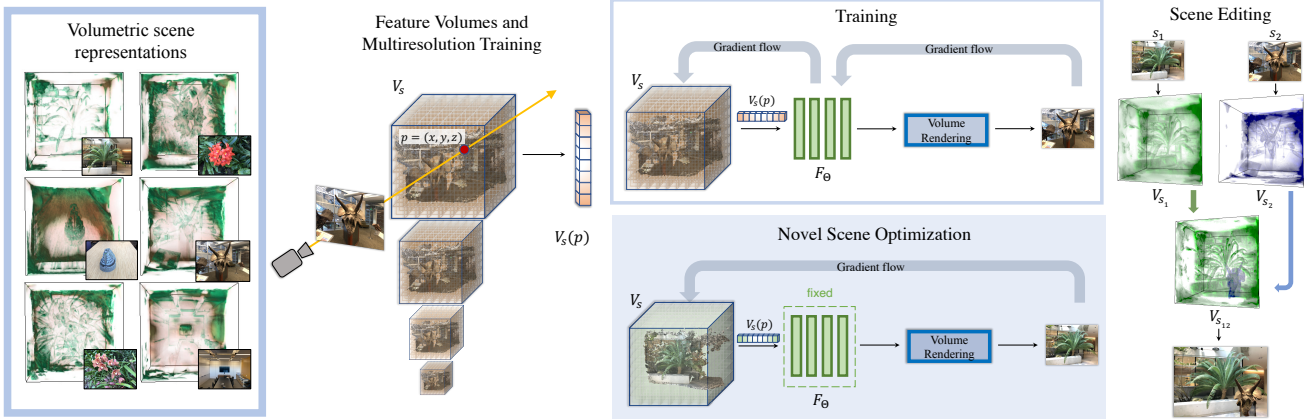 Volumetric scene
representations
Feature Volumes and
Multiresolution Training
V_s
p = (x, y, z)
V_s(p)
Training
Gradient flow
Gradient flow
V_s
V_s(p)
F_Θ
Volume
Rendering
Novel Scene Optimization
Gradient flow
V_s
V_s(p)
fixed
F_Θ
Volume
Rendering
Scene Editing
s_1
s_2
V_{s_1}
V_{s_2}
V_{s_{12}}